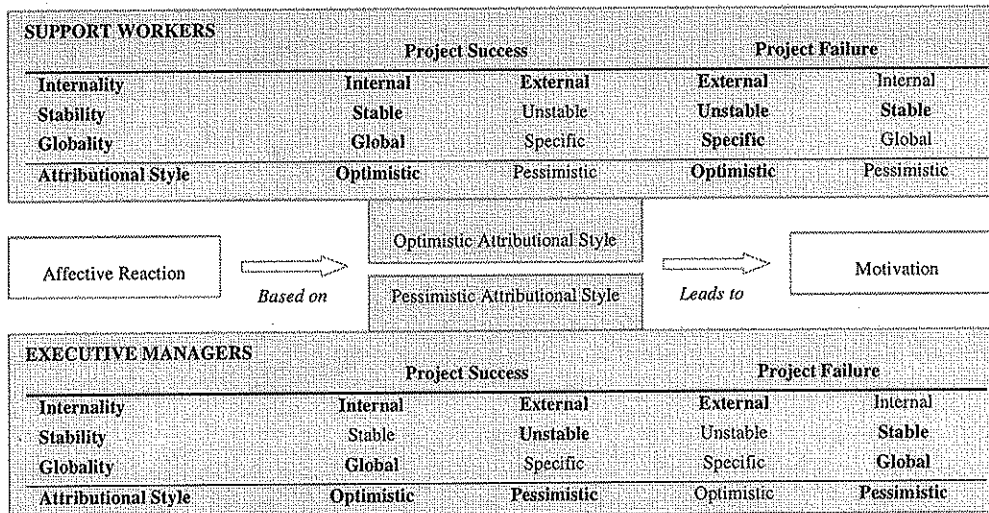 SUPPORT WORKERS
Project Success Project Failure
Internality Internal External External Internal
Stability Stable Unstable Unstable Stable
Globality Global Specific Specific Global
Attributional Style Optimistic Pessimistic Optimistic Pessimistic
Optimistic Attributional Style
Affective Reaction Motivation
Based on Pessimistic Attributional Style Leads to
EXECUTIVE MANAGERS
Project Success Project Failure
Internality Internal External External Internal
Stability Stable Unstable Unstable Stable
Globality Global Specific Specific Global
Attributional Style Optimistic Pessimistic Optimistic Pessimistic